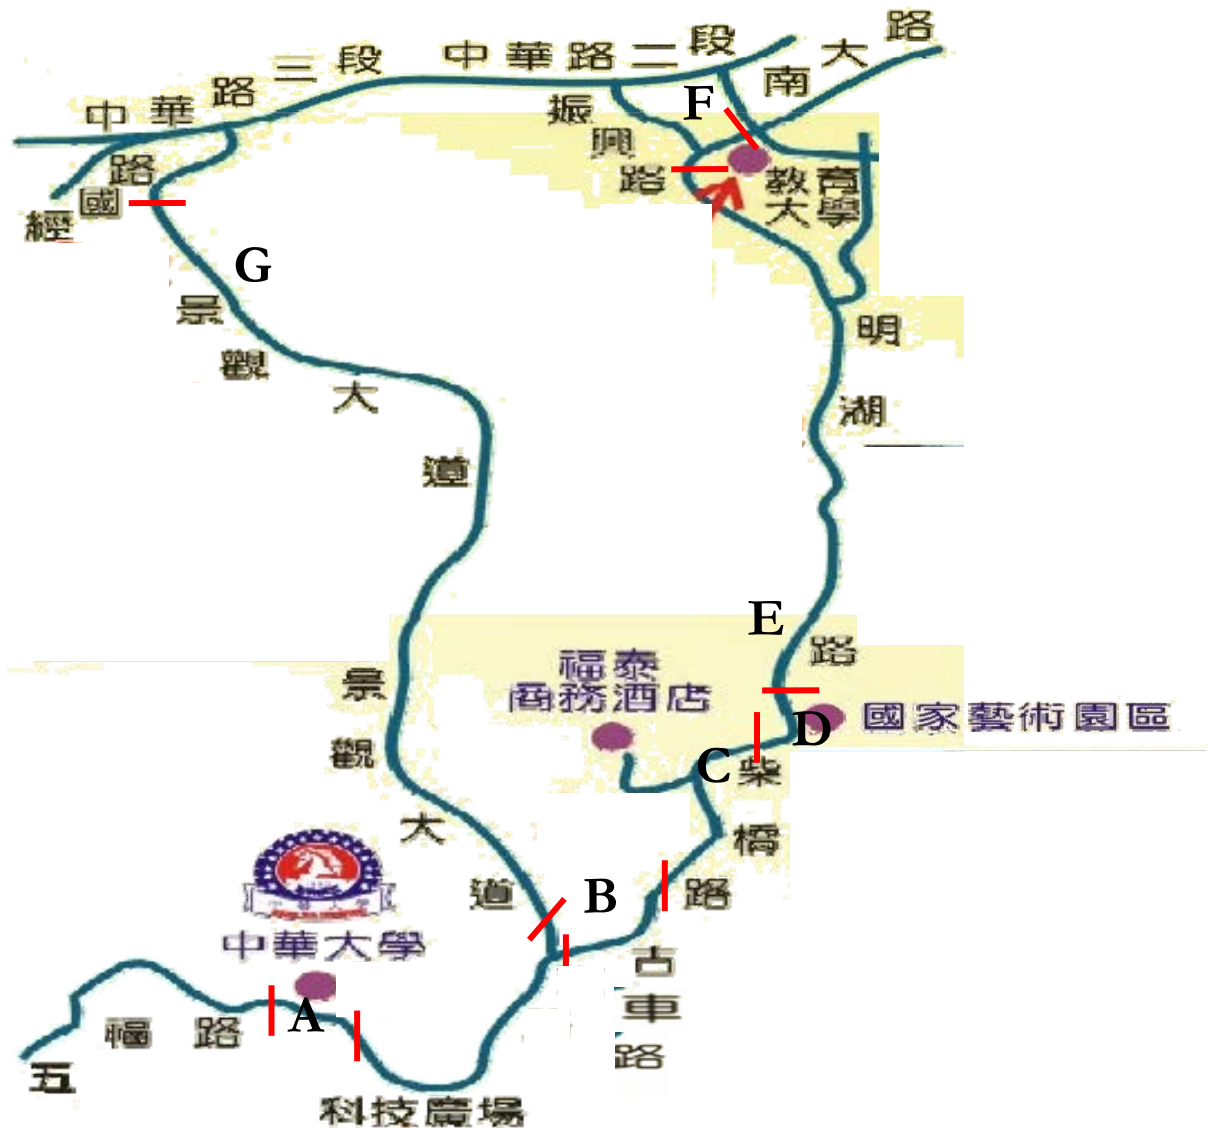 中華路三段
中華路二段
南大路
經國路
振興路
F
教育
大學
G
景觀大道
明湖路
E
福泰
商務酒店
國家藝術園區
D
C
柴橋路
景觀大道
B
中華大學
古車路
A
五福路
科技廣場